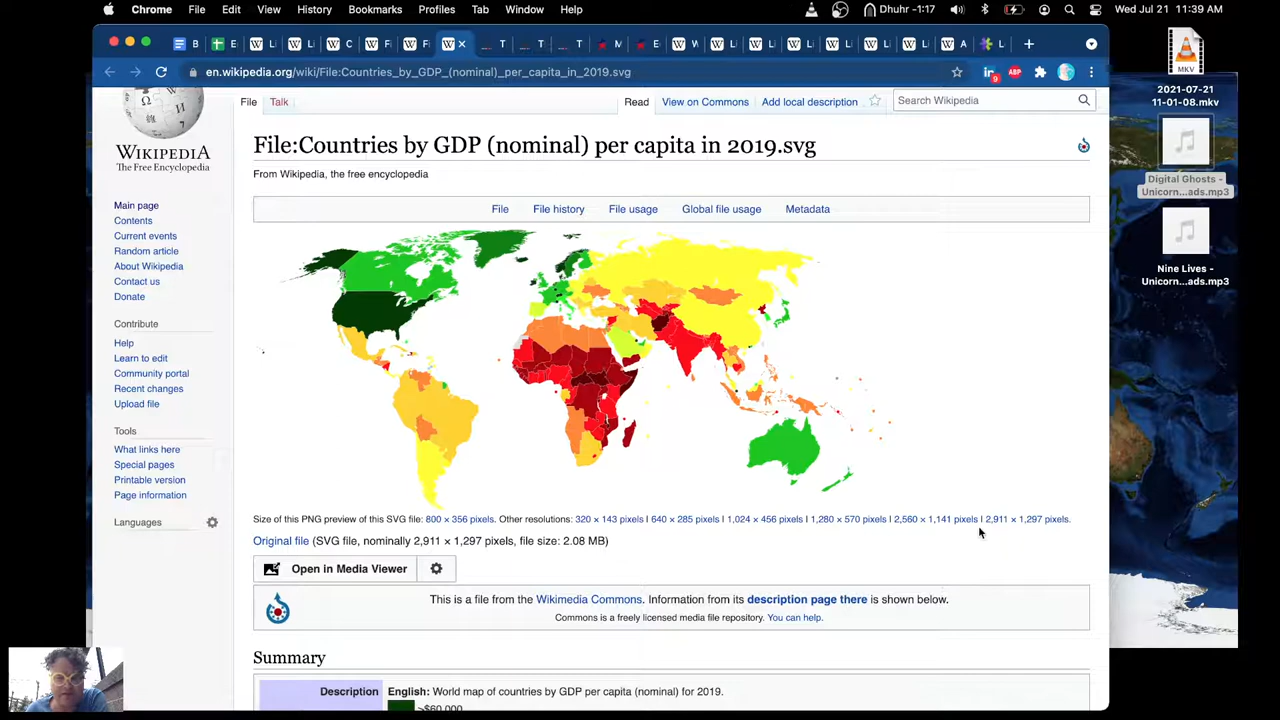 Chrome File Edit View History Bookmarks Profiles Tab Window Help Dhuhr -1:17 Wed Jul 21 11:39 AM
en.wikipedia.org/wiki/File:Countries_by_GDP_(nominal)_per_capita_in_2019.svg
9
ABP
WIKIPEDIA
The Free Encyclopedia
Main page
Contents
Current events
Random article
About Wikipedia
Contact us
Donate
Contribute
Help
Learn to edit
Community portal
Recent changes
Upload file
Tools
What links here
Special pages
Printable version
Page information
Languages
File Talk Read View on Commons Add local description Search Wikipedia
File:Countries by GDP (nominal) per capita in 2019.svg
From Wikipedia, the free encyclopedia
File File history File usage Global file usage Metadata
Size of this PNG preview of this SVG file: 800 × 356 pixels. Other resolutions: 320 × 143 pixels | 640 × 285 pixels | 1,024 × 456 pixels | 1,280 × 570 pixels | 2,560 × 1,141 pixels | 2,911 × 1,297 pixels.
Original file (SVG file, nominally 2,911 × 1,297 pixels, file size: 2.08 MB)
Open in Media Viewer
This is a file from the Wikimedia Commons. Information from its description page there is shown below.
Commons is a freely licensed media file repository. You can help.
Summary
Description English: World map of countries by GDP per capita (nominal) for 2019.
>$60,000
MKV
2021-07-21
11-01-08.mkv
Digital Ghosts -
Unicorn...ads.mp3
Nine Lives -
Unicorn...ads.mp3